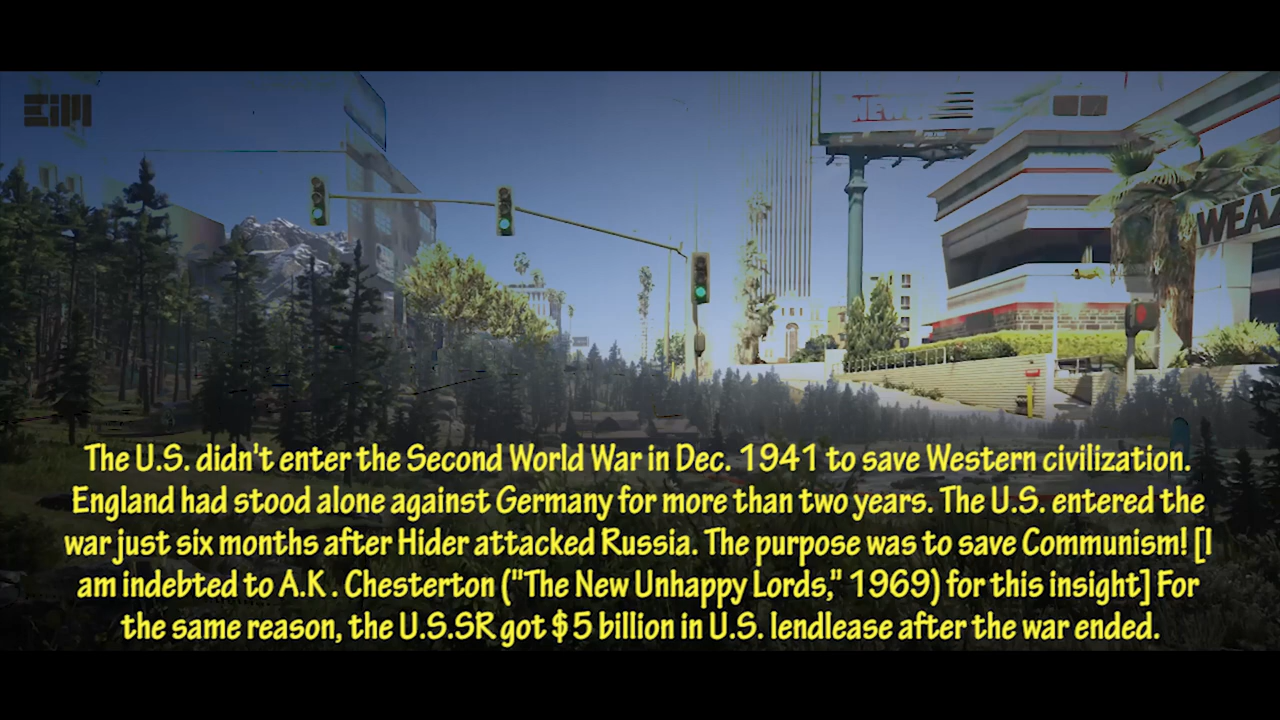 WEAZ
The U.S. didn't enter the Second World War in Dec. 1941 to save Western civilization.
England had stood alone against Germany for more than two years. The U.S. entered the
war just six months after Hider attacked Russia. The purpose was to save Communism! [I
am indebted to A.K . Chesterton ("The New Unhappy Lords," 1969) for this insight] For
the same reason, the U.S.SR got $5 billion in U.S. lendlease after the war ended.